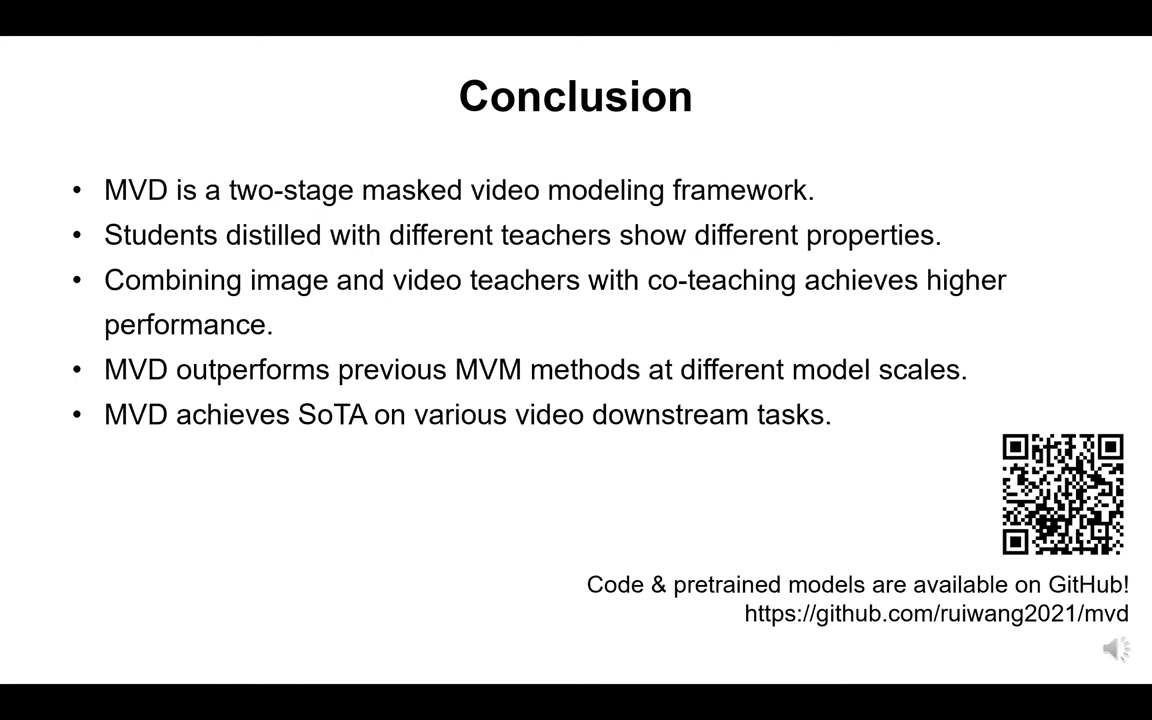 Conclusion
• MVD is a two-stage masked video modeling framework.
• Students distilled with different teachers show different properties.
• Combining image and video teachers with co-teaching achieves higher
performance.
• MVD outperforms previous MVM methods at different model scales.
• MVD achieves SoTA on various video downstream tasks.
Code & pretrained models are available on GitHub!
https://github.com/ruiwang2021/mvd